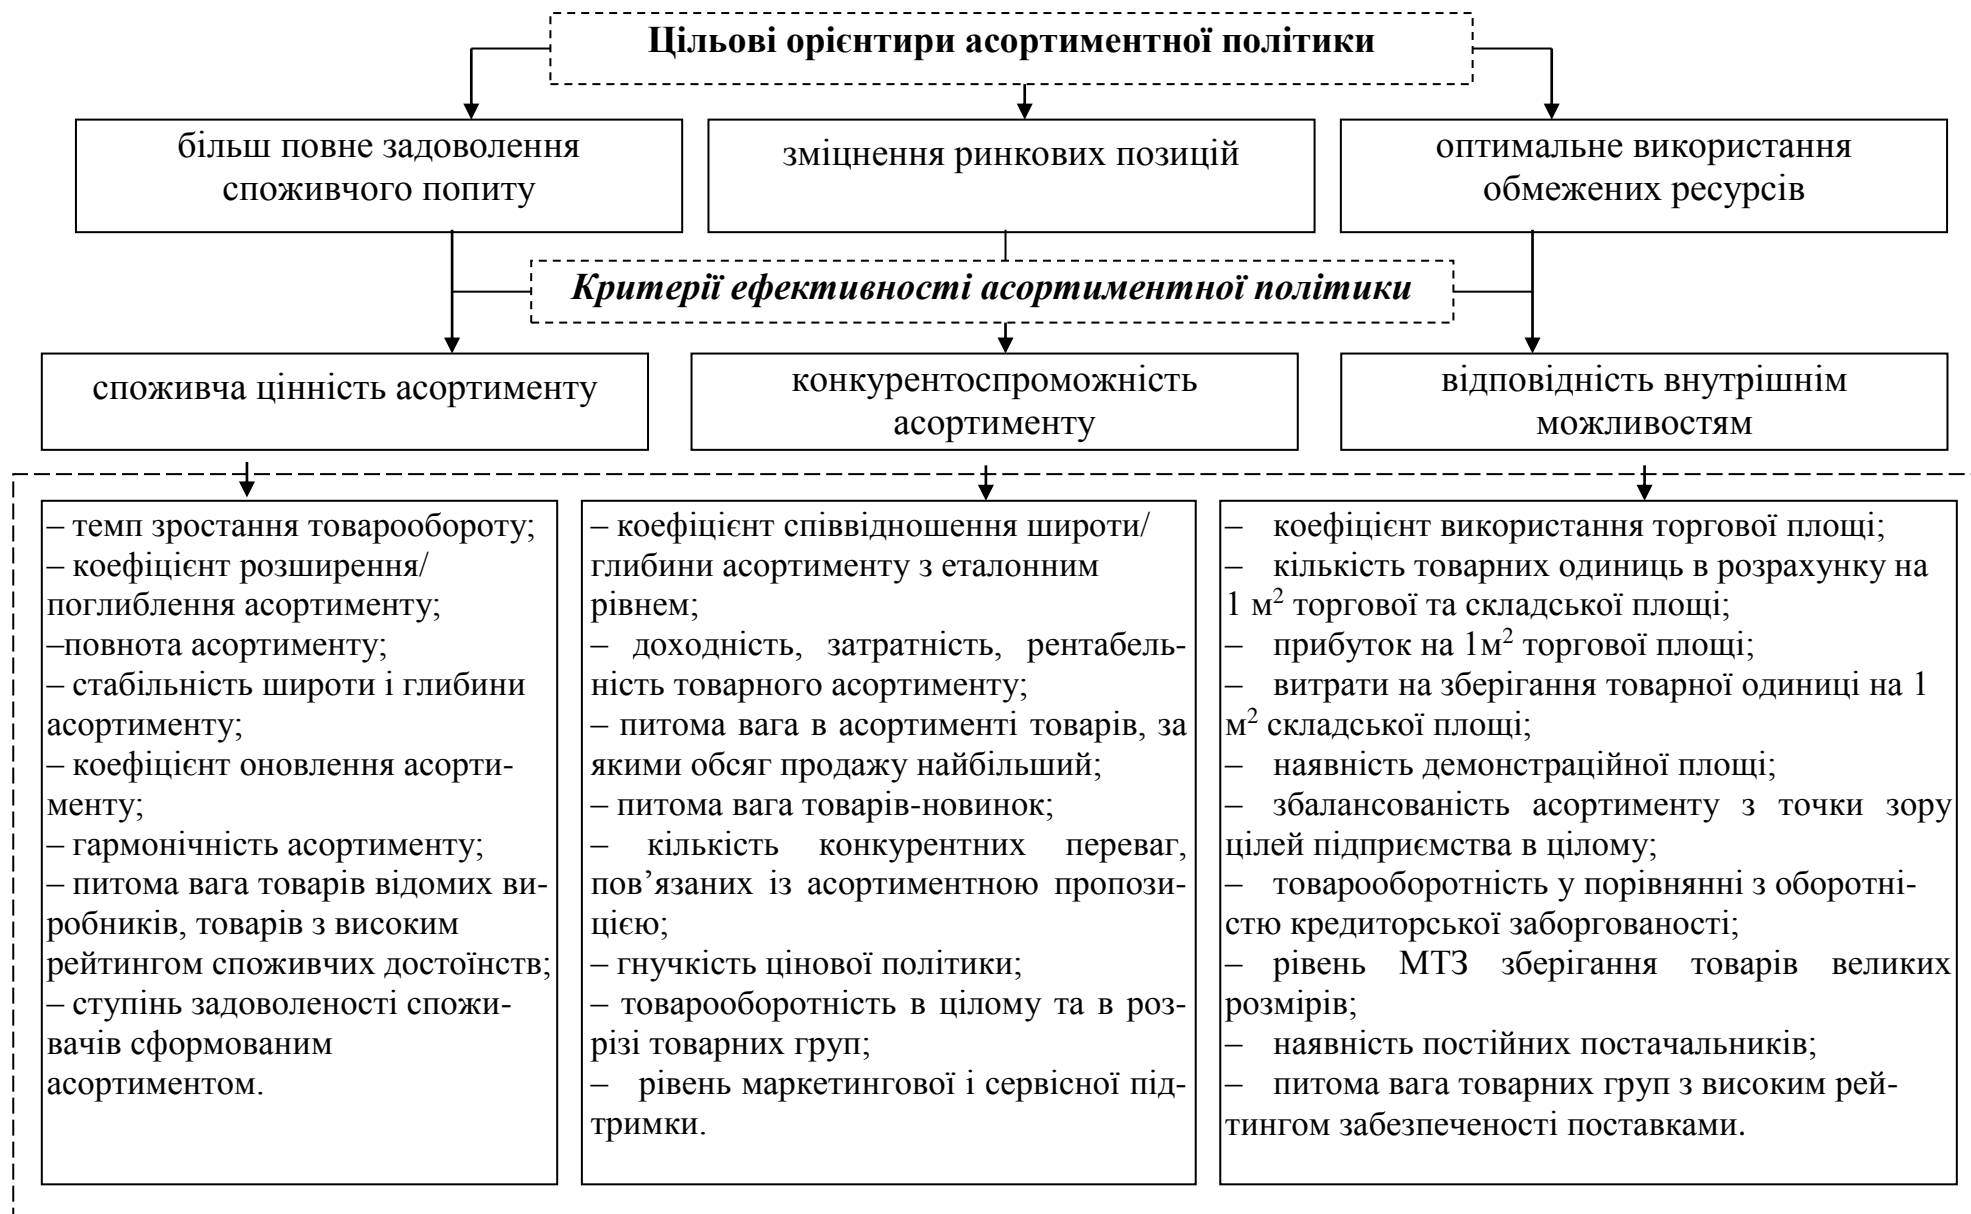 Цільові орієнтири асортиментної політики
більш повне задоволення
споживчого попиту
зміцнення ринкових позицій
оптимальне використання
обмежених ресурсів
Критерії ефективності асортиментної політики
споживча цінність асортименту
конкурентоспроможність
асортименту
відповідність внутрішнім
можливостям
– темп зростання товарообороту;
– коефіцієнт розширення/
поглиблення асортименту;
–повнота асортименту;
– стабільність широти і глибини
асортименту;
– коефіцієнт оновлення асорти-
менту;
– гармонічність асортименту;
– питома вага товарів відомих ви-
робників, товарів з високим
рейтингом споживчих достоїнств;
– ступінь задоволеності спожи-
вачів сформованим
асортиментом.
– коефіцієнт співвідношення широти/
глибини асортименту з еталонним
рівнем;
– доходність, затратність, рентабель-
ність товарного асортименту;
– питома вага в асортименті товарів, за
якими обсяг продажу найбільший;
– питома вага товарів-новинок;
– кількість конкурентних переваг,
пов’язаних із асортиментною пропози-
цією;
– гнучкість цінової політики;
– товарооборотність в цілому та в роз-
різі товарних груп;
– рівень маркетингової і сервісної під-
тримки.
– коефіцієнт використання торгової площі;
– кількість товарних одиниць в розрахунку на
1 м² торгової та складської площі;
– прибуток на 1м² торгової площі;
– витрати на зберігання товарної одиниці на 1
м² складської площі;
– наявність демонстраційної площі;
– збалансованість асортименту з точки зору
цілей підприємства в цілому;
– товарооборотність у порівнянні з оборотні-
стю кредиторської заборгованості;
– рівень МТЗ зберігання товарів великих
розмірів;
– наявність постійних постачальників;
– питома вага товарних груп з високим рей-
тингом забезпеченості поставками.